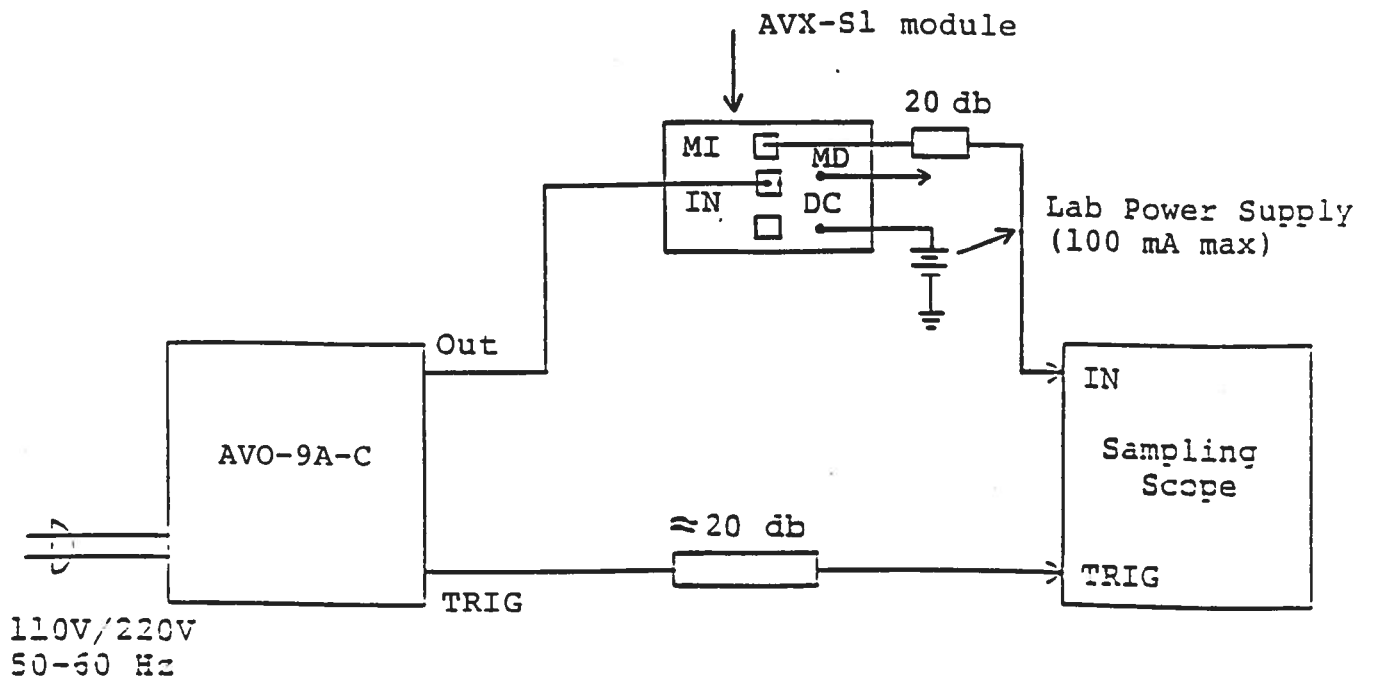 AVX-S1 module
20 db
MI
MD
IN
DC
Lab Power Supply
(100 mA max)
Out
IN
AVO-9A-C
Sampling
Scope
≈20 db
TRIG
TRIG
110V/220V
50-60 Hz